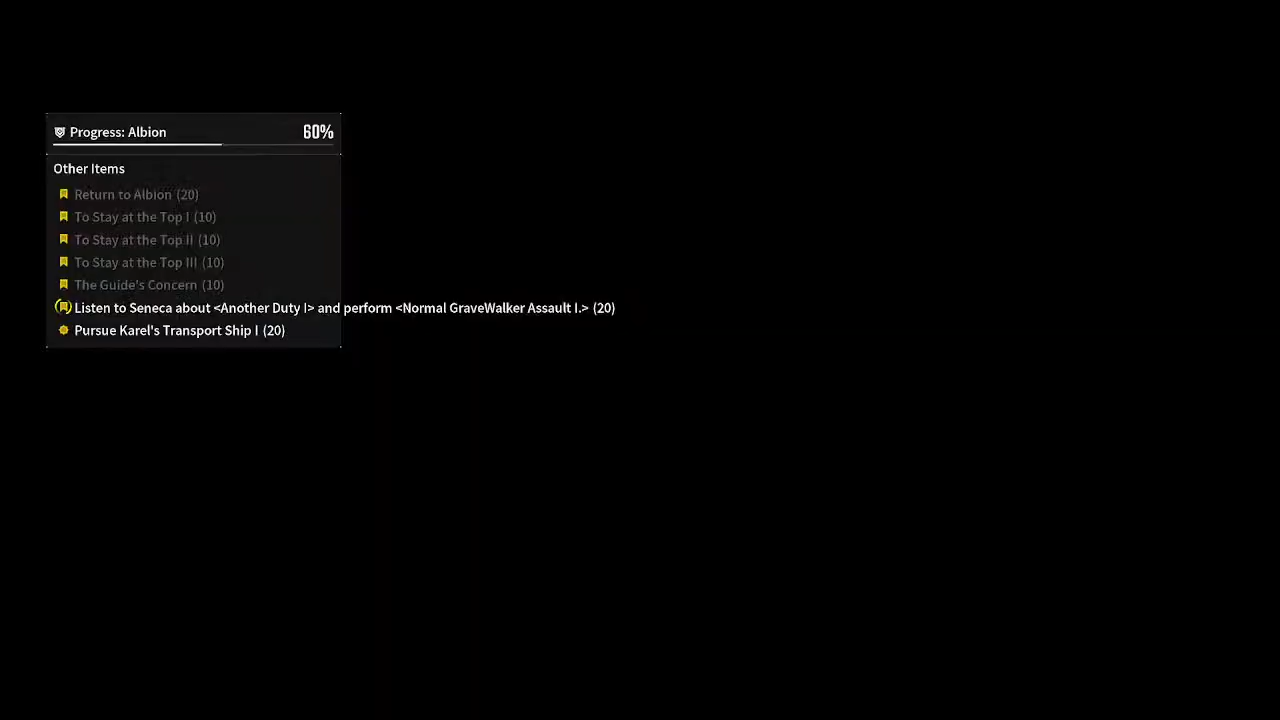 Progress: Albion 60%
Other Items
Return to Albion (20)
To Stay at the Top I (10)
To Stay at the Top II (10)
To Stay at the Top III (10)
The Guide's Concern (10)
Listen to Seneca about <Another Duty I> and perform <Normal GraveWalker Assault I.> (20)
Pursue Karel's Transport Ship I (20)